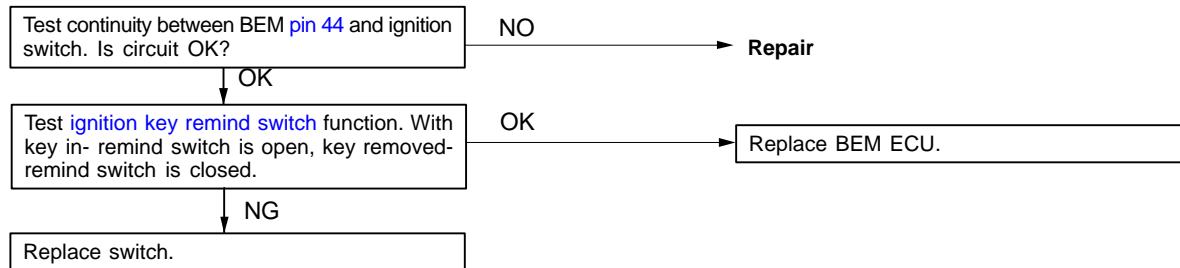 Test continuity between BEM pin 44 and ignition
switch. Is circuit OK?
NO
Repair
OK
Test ignition key remind switch function. With
key in- remind switch is open, key removed-
remind switch is closed.
OK
Replace BEM ECU.
NG
Replace switch.